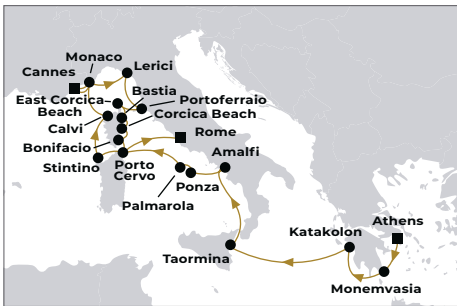 Monaco
Cannes
Lerici
Bastia
East Corcica
Beach
Portoferraio
Corcica Beach
Calvi
Rome
Bonifacio
Amalfi
Stintino
Porto
Cervo
Ponza
Palmarola
Athens
Katakolon
Taormina
Monemvasia